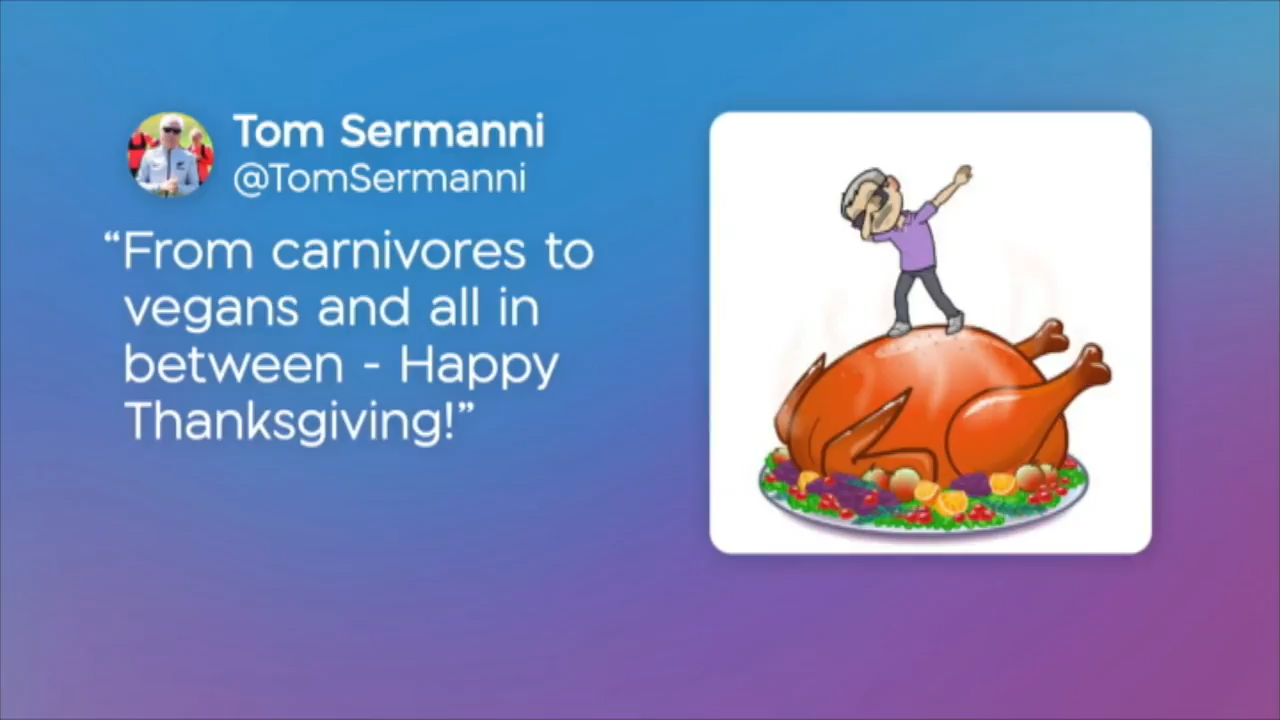 Tom Sermanni
@TomSermanni
“From carnivores to
vegans and all in
between - Happy
Thanksgiving!”